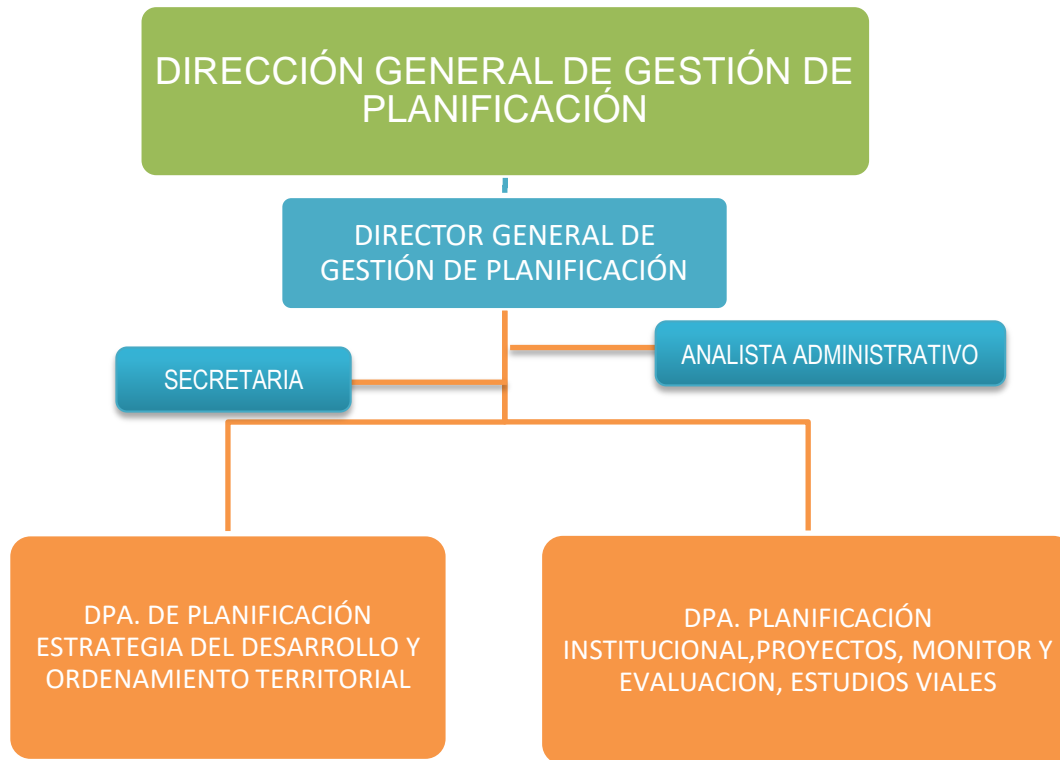 DIRECCIÓN GENERAL DE GESTIÓN DE
PLANIFICACIÓN
DIRECTOR GENERAL DE
GESTIÓN DE PLANIFICACIÓN
ANALISTA ADMINISTRATIVO
SECRETARIA
DPA. DE PLANIFICACIÓN
ESTRATEGIA DEL DESARROLLO Y
ORDENAMIENTO TERRITORIAL
DPA. PLANIFICACIÓN
INSTITUCIONAL,PROYECTOS, MONITOR Y
EVALUACION, ESTUDIOS VIALES